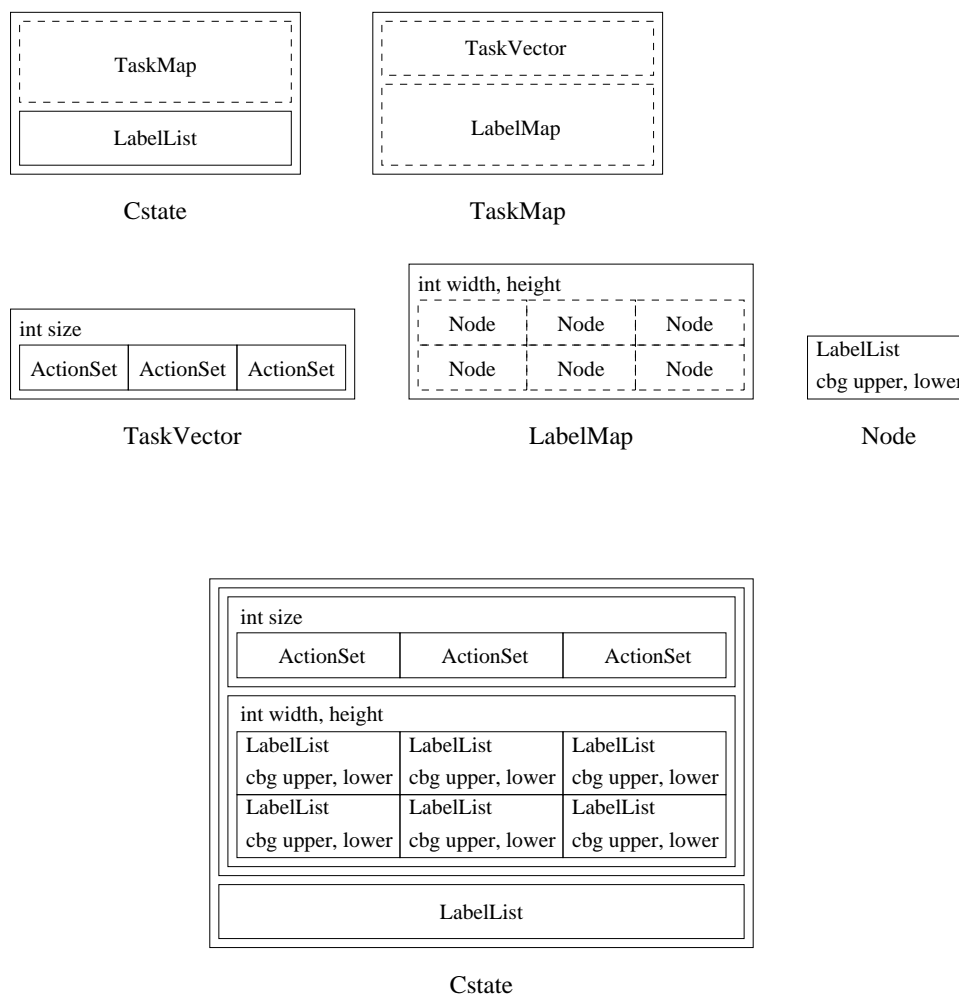 TaskMap
LabelList
Cstate
TaskVector
LabelMap
TaskMap
int size
ActionSet ActionSet ActionSet
TaskVector
int width, height
Node Node Node
Node Node Node
LabelMap
LabelList
cbg upper, lower
Node
int size
ActionSet ActionSet ActionSet
int width, height
LabelList LabelList LabelList
cbg upper, lower cbg upper, lower cbg upper, lower
LabelList LabelList LabelList
cbg upper, lower cbg upper, lower cbg upper, lower
LabelList
Cstate